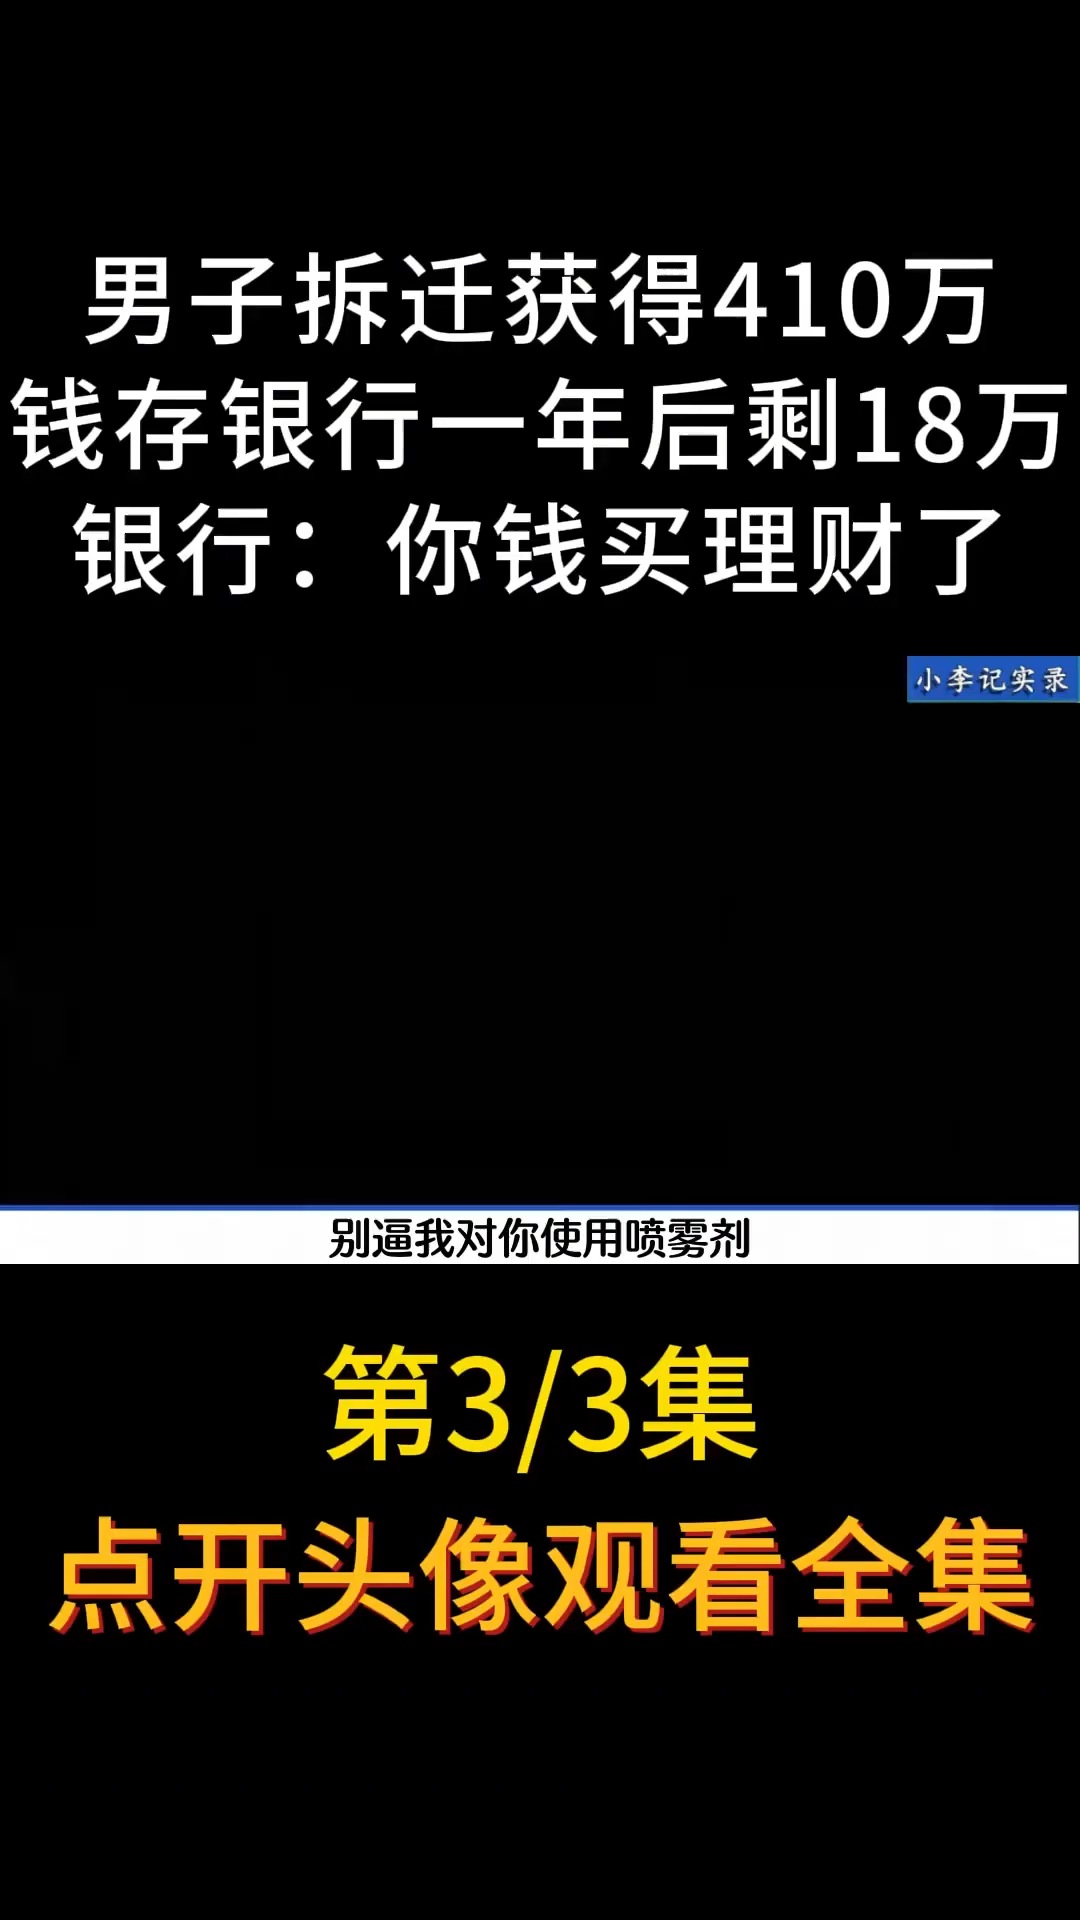 男子拆迁获得410万
钱存银行一年后剩18万
银行：你钱买理财了
小李记实录
别逼我对你使用喷雾剂
第3/3集
点开头像观看全集